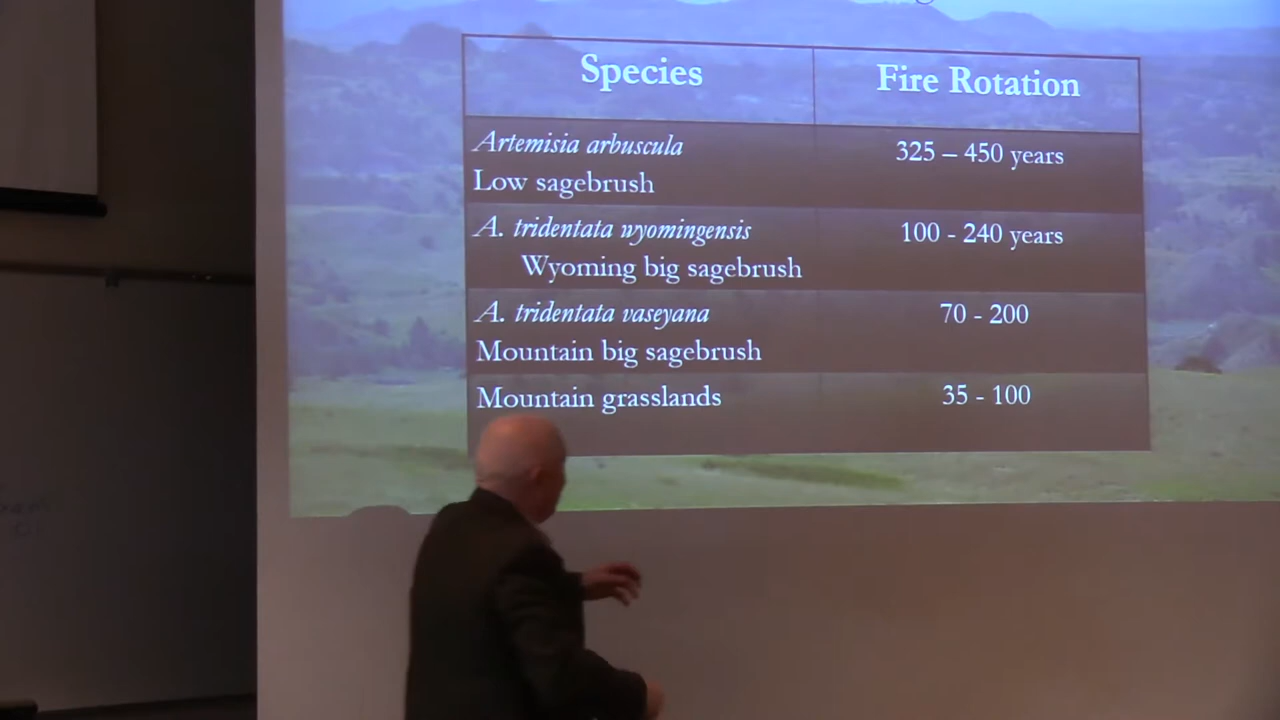 Species
Fire Rotation
Artemisia arbuscula
Low sagebrush
325 – 450 years
A. tridentata wyomingensis
Wyoming big sagebrush
100 - 240 years
A. tridentata vaseyana
Mountain big sagebrush
70 - 200
Mountain grasslands
35 - 100